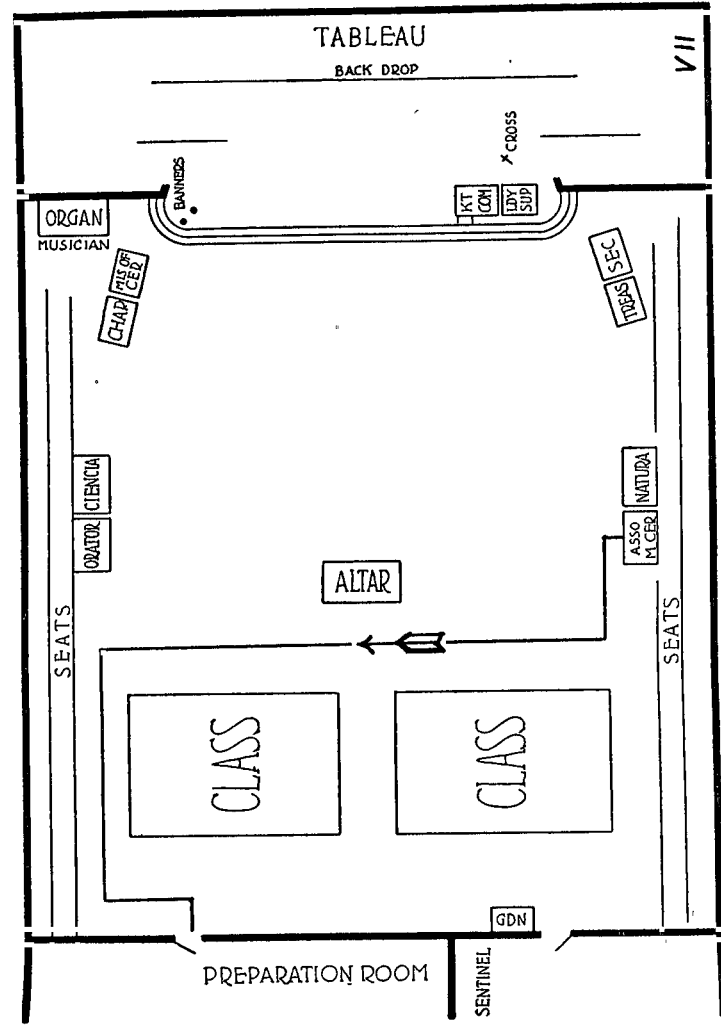 TABLEAU
VII
BACK DROP
CROSS
BANNERS
KT
COM
LDY
SUP
ORGAN
MUSICIAN
MIS OF
CER
CHAP
SEC
TREAS
CIENCIA
ORATOR
NATURA
ASSO
M.CER
ALTAR
SEATS
SEATS
CLASS
CLASS
GDN
PREPARATION ROOM
SENTINEL